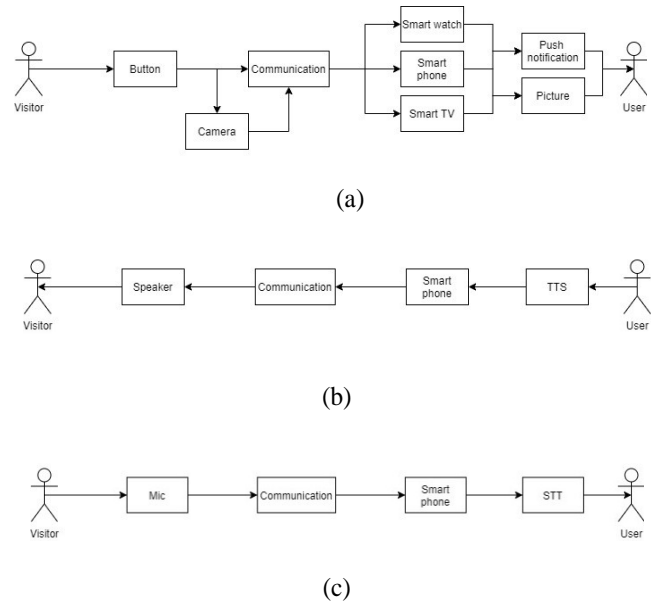 Smart watch
Button
Communication
Smart
phone
Push
notification
Visitor
Camera
Smart TV
Picture
User
(a)
Speaker
Communication
Smart
phone
TTS
Visitor
User
(b)
Mic
Communication
Smart
phone
STT
Visitor
User
(c)